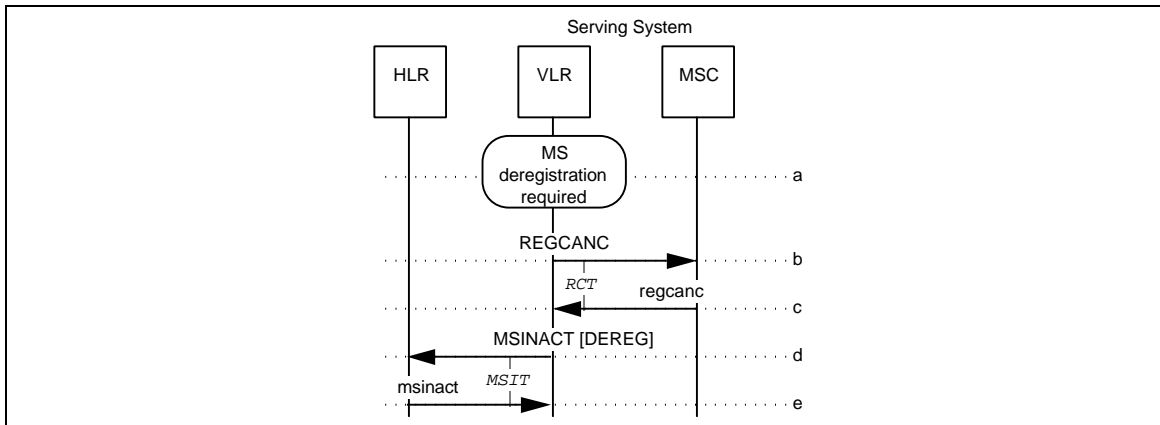 Serving System
HLR VLR MSC
MS
deregistration
required
a
REGCANC
b
RCT
regcanc
c
MSINACT [DEREG]
d
MSIT
msinact
e